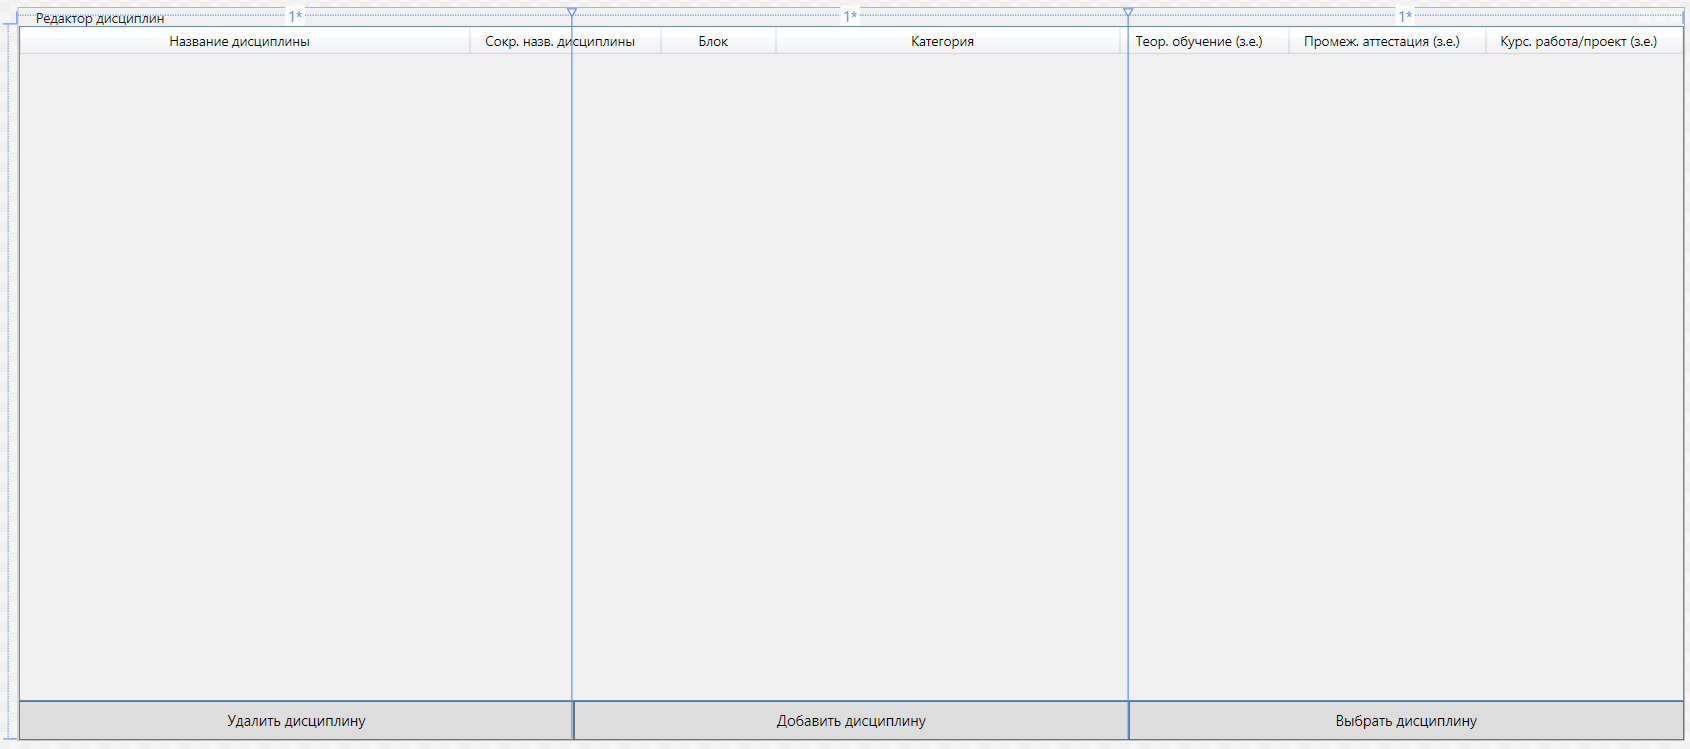 Редактор дисциплин 1* 1* 1*
Название дисциплины Сокр. назв. дисциплины Блок Категория Теор. обучение (з.е.) Промеж. аттестация (з.е.) Курс. работа/проект (з.е.)
Удалить дисциплину Добавить дисциплину Выбрать дисциплину